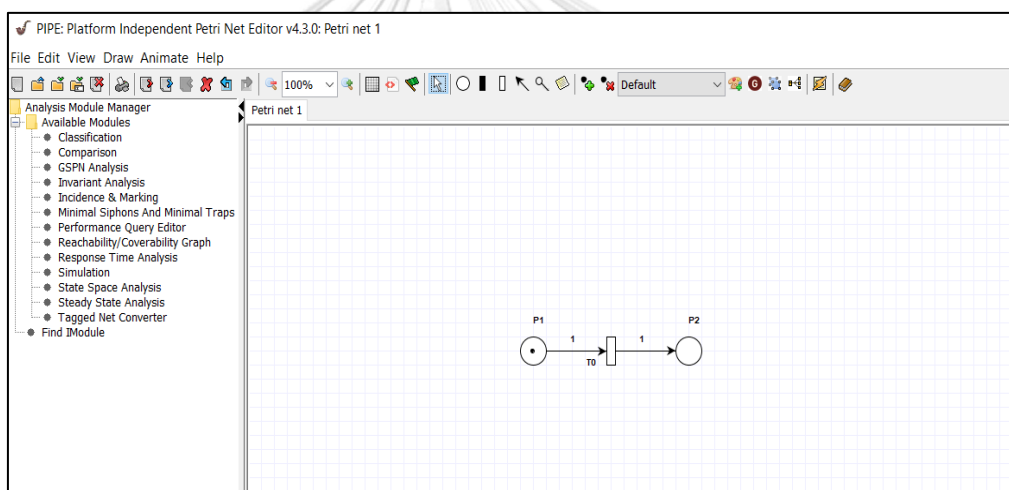 PIPE: Platform Independent Petri Net Editor v4.3.0: Petri net 1
File Edit View Draw Animate Help
100% Default
Analysis Module Manager
Available Modules
Classification
Comparison
GSPN Analysis
Invariant Analysis
Incidence & Marking
Minimal Siphons And Minimal Traps
Performance Query Editor
Reachability/Coverability Graph
Response Time Analysis
Simulation
State Space Analysis
Steady State Analysis
Tagged Net Converter
Find IModule
Petri net 1
P1 P2
1 1
T0